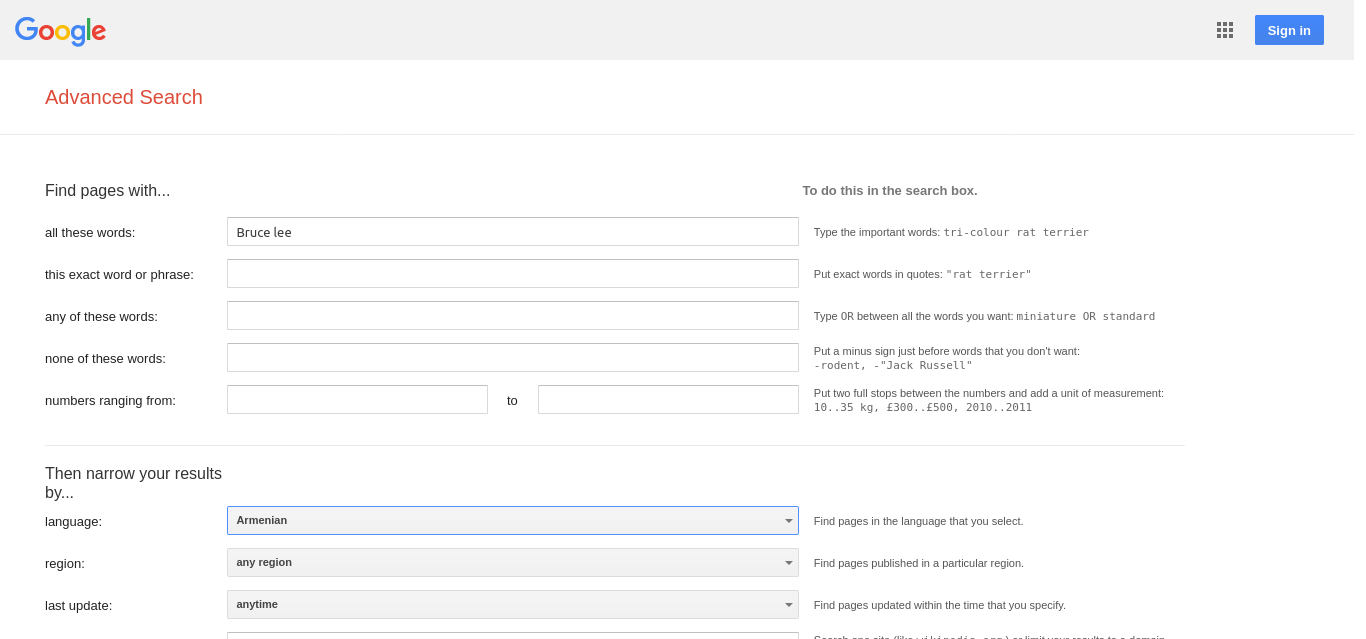 Google
Sign in
Advanced Search
Find pages with...
To do this in the search box.
all these words:
Bruce lee
Type the important words: tri-colour rat terrier
this exact word or phrase:
Put exact words in quotes: "rat terrier"
any of these words:
Type OR between all the words you want: miniature OR standard
none of these words:
Put a minus sign just before words that you don't want:
-rodent, -"Jack Russell"
numbers ranging from:
to
Put two full stops between the numbers and add a unit of measurement:
10..35 kg, £300..£500, 2010..2011
Then narrow your results
by...
language:
Armenian
Find pages in the language that you select.
region:
any region
Find pages published in a particular region.
last update:
anytime
Find pages updated within the time that you specify.